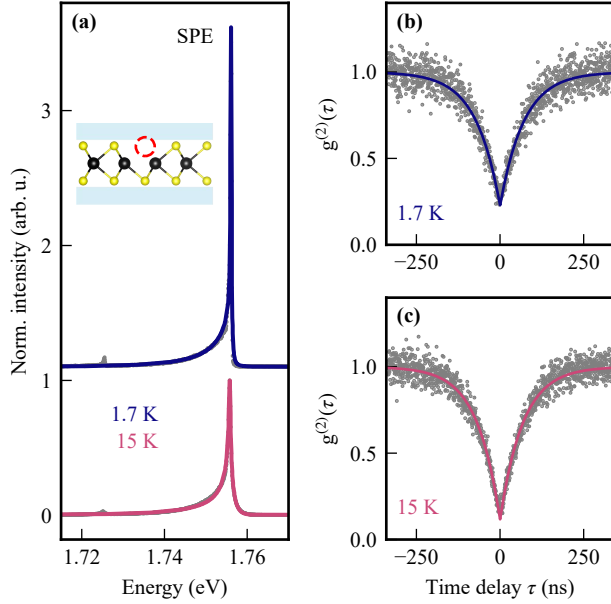 (a)
SPE
3
2
1
0
Norm. intensity (arb. u.)
1.7 K
15 K
1.72
1.74
1.76
Energy (eV)
(b)
1.0
0.5
0.0
g⁽²⁾(τ)
1.7 K
−250
0
250
(c)
1.0
0.5
0.0
g⁽²⁾(τ)
15 K
−250
0
250
Time delay τ (ns)